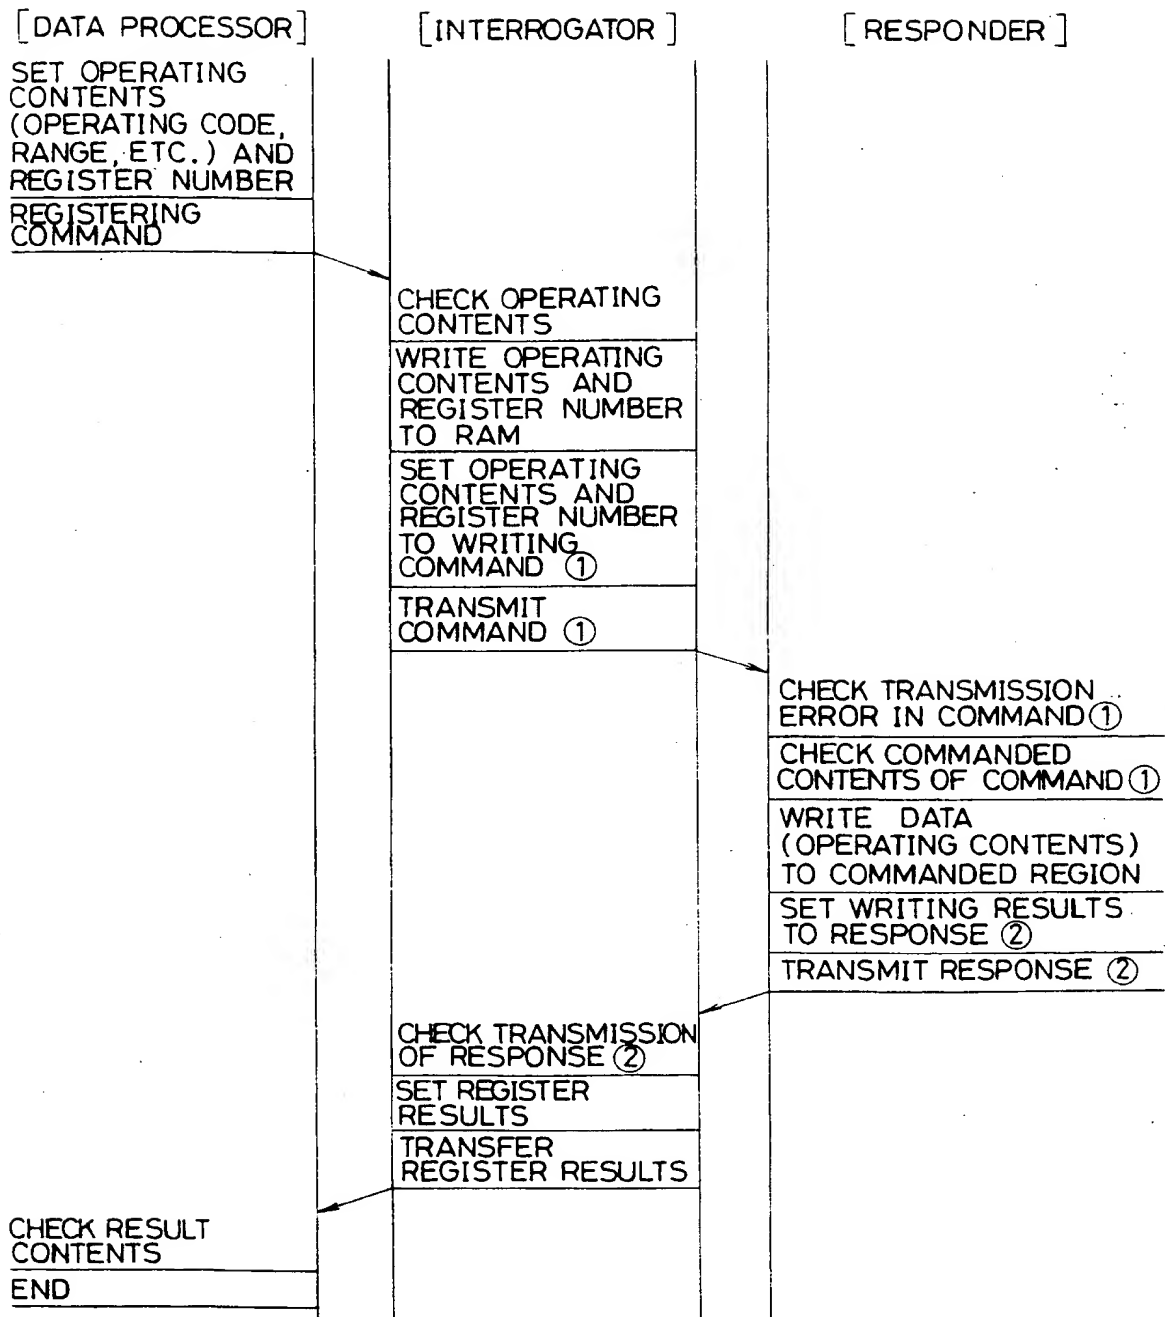 [DATA PROCESSOR]
[INTERROGATOR]
[RESPONDER]
SET OPERATING
CONTENTS
(OPERATING CODE,
RANGE, ETC.) AND
REGISTER NUMBER
REGISTERING
COMMAND
CHECK OPERATING
CONTENTS
WRITE OPERATING
CONTENTS AND
REGISTER NUMBER
TO RAM
SET OPERATING
CONTENTS AND
REGISTER NUMBER
TO WRITING
COMMAND ①
TRANSMIT
COMMAND ①
CHECK TRANSMISSION
ERROR IN COMMAND ①
CHECK COMMANDED
CONTENTS OF COMMAND ①
WRITE DATA
(OPERATING CONTENTS)
TO COMMANDED REGION
SET WRITING RESULTS
TO RESPONSE ②
TRANSMIT RESPONSE ②
CHECK TRANSMISSION
OF RESPONSE ②
SET REGISTER
RESULTS
TRANSFER
REGISTER RESULTS
CHECK RESULT
CONTENTS
END